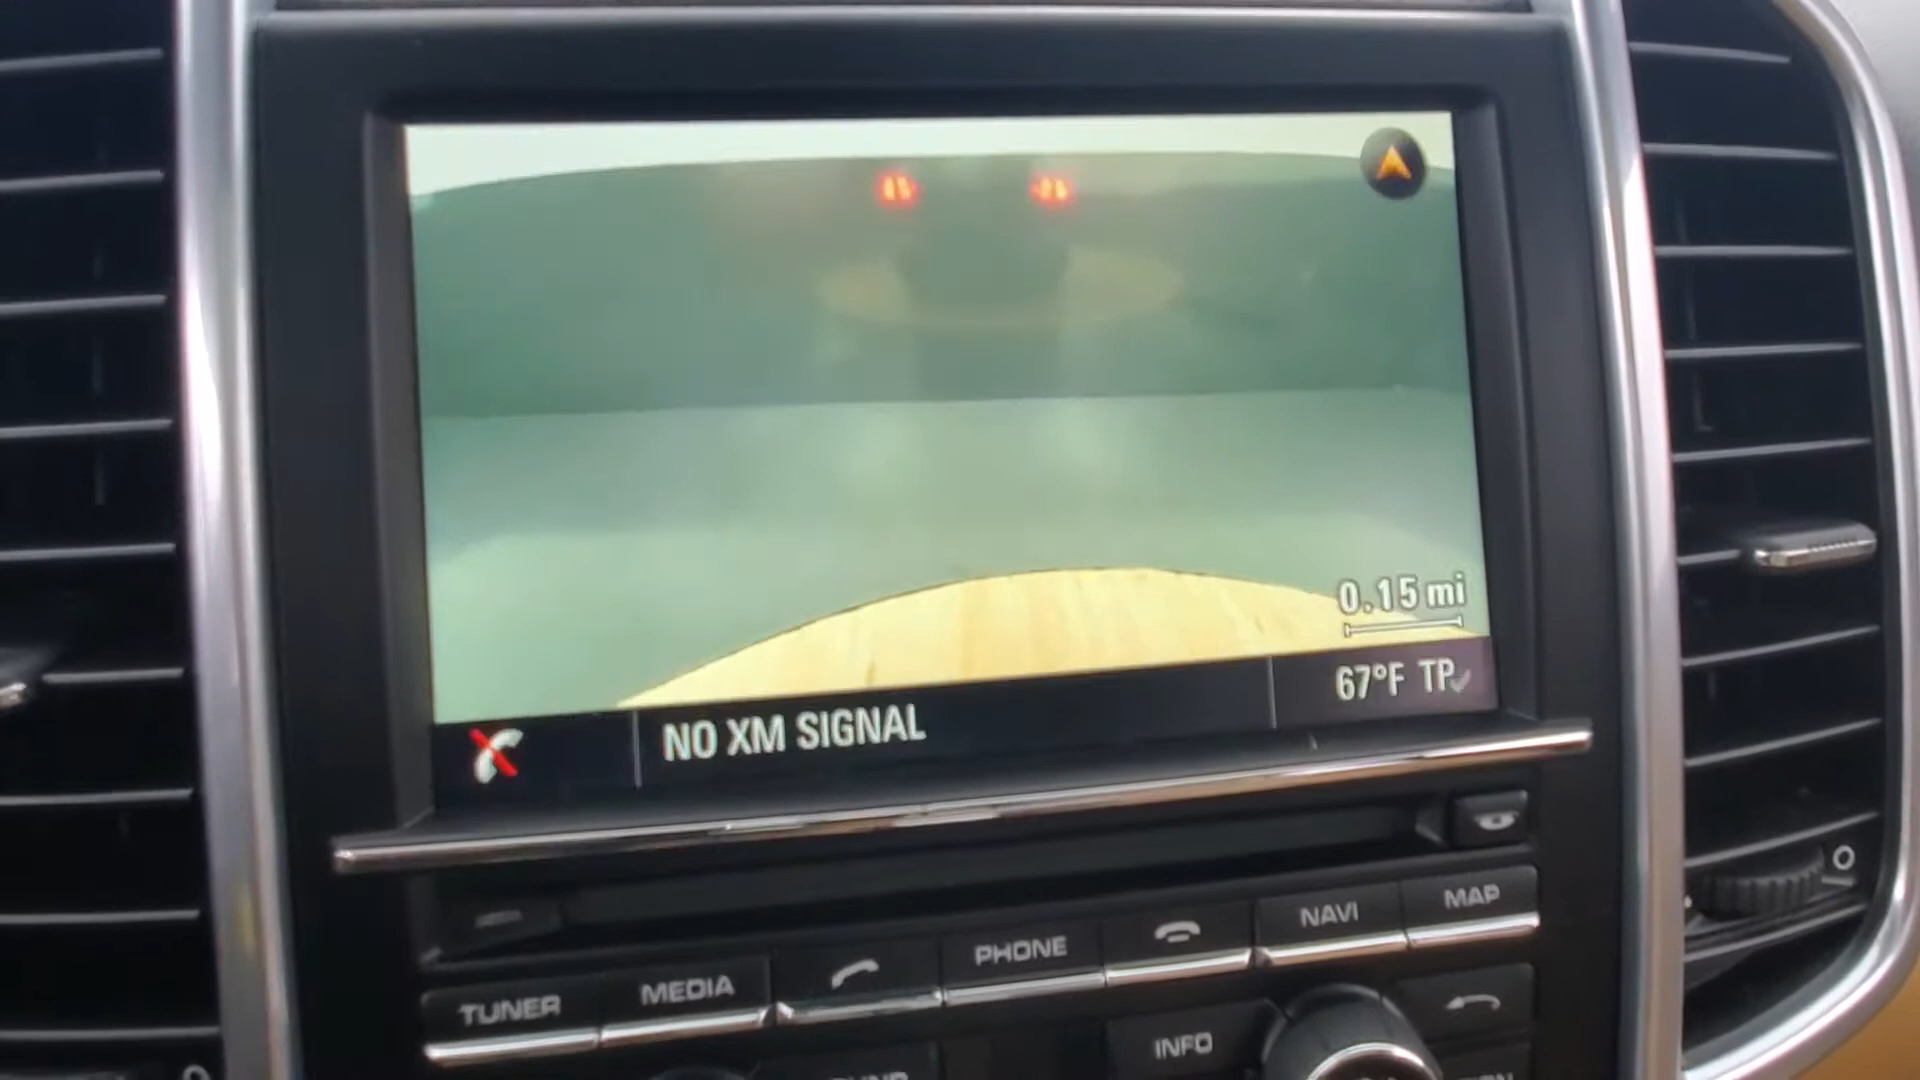 0.15 mi
67°F TP
NO XM SIGNAL
TUNER
MEDIA
PHONE
NAVI
MAP
INFO